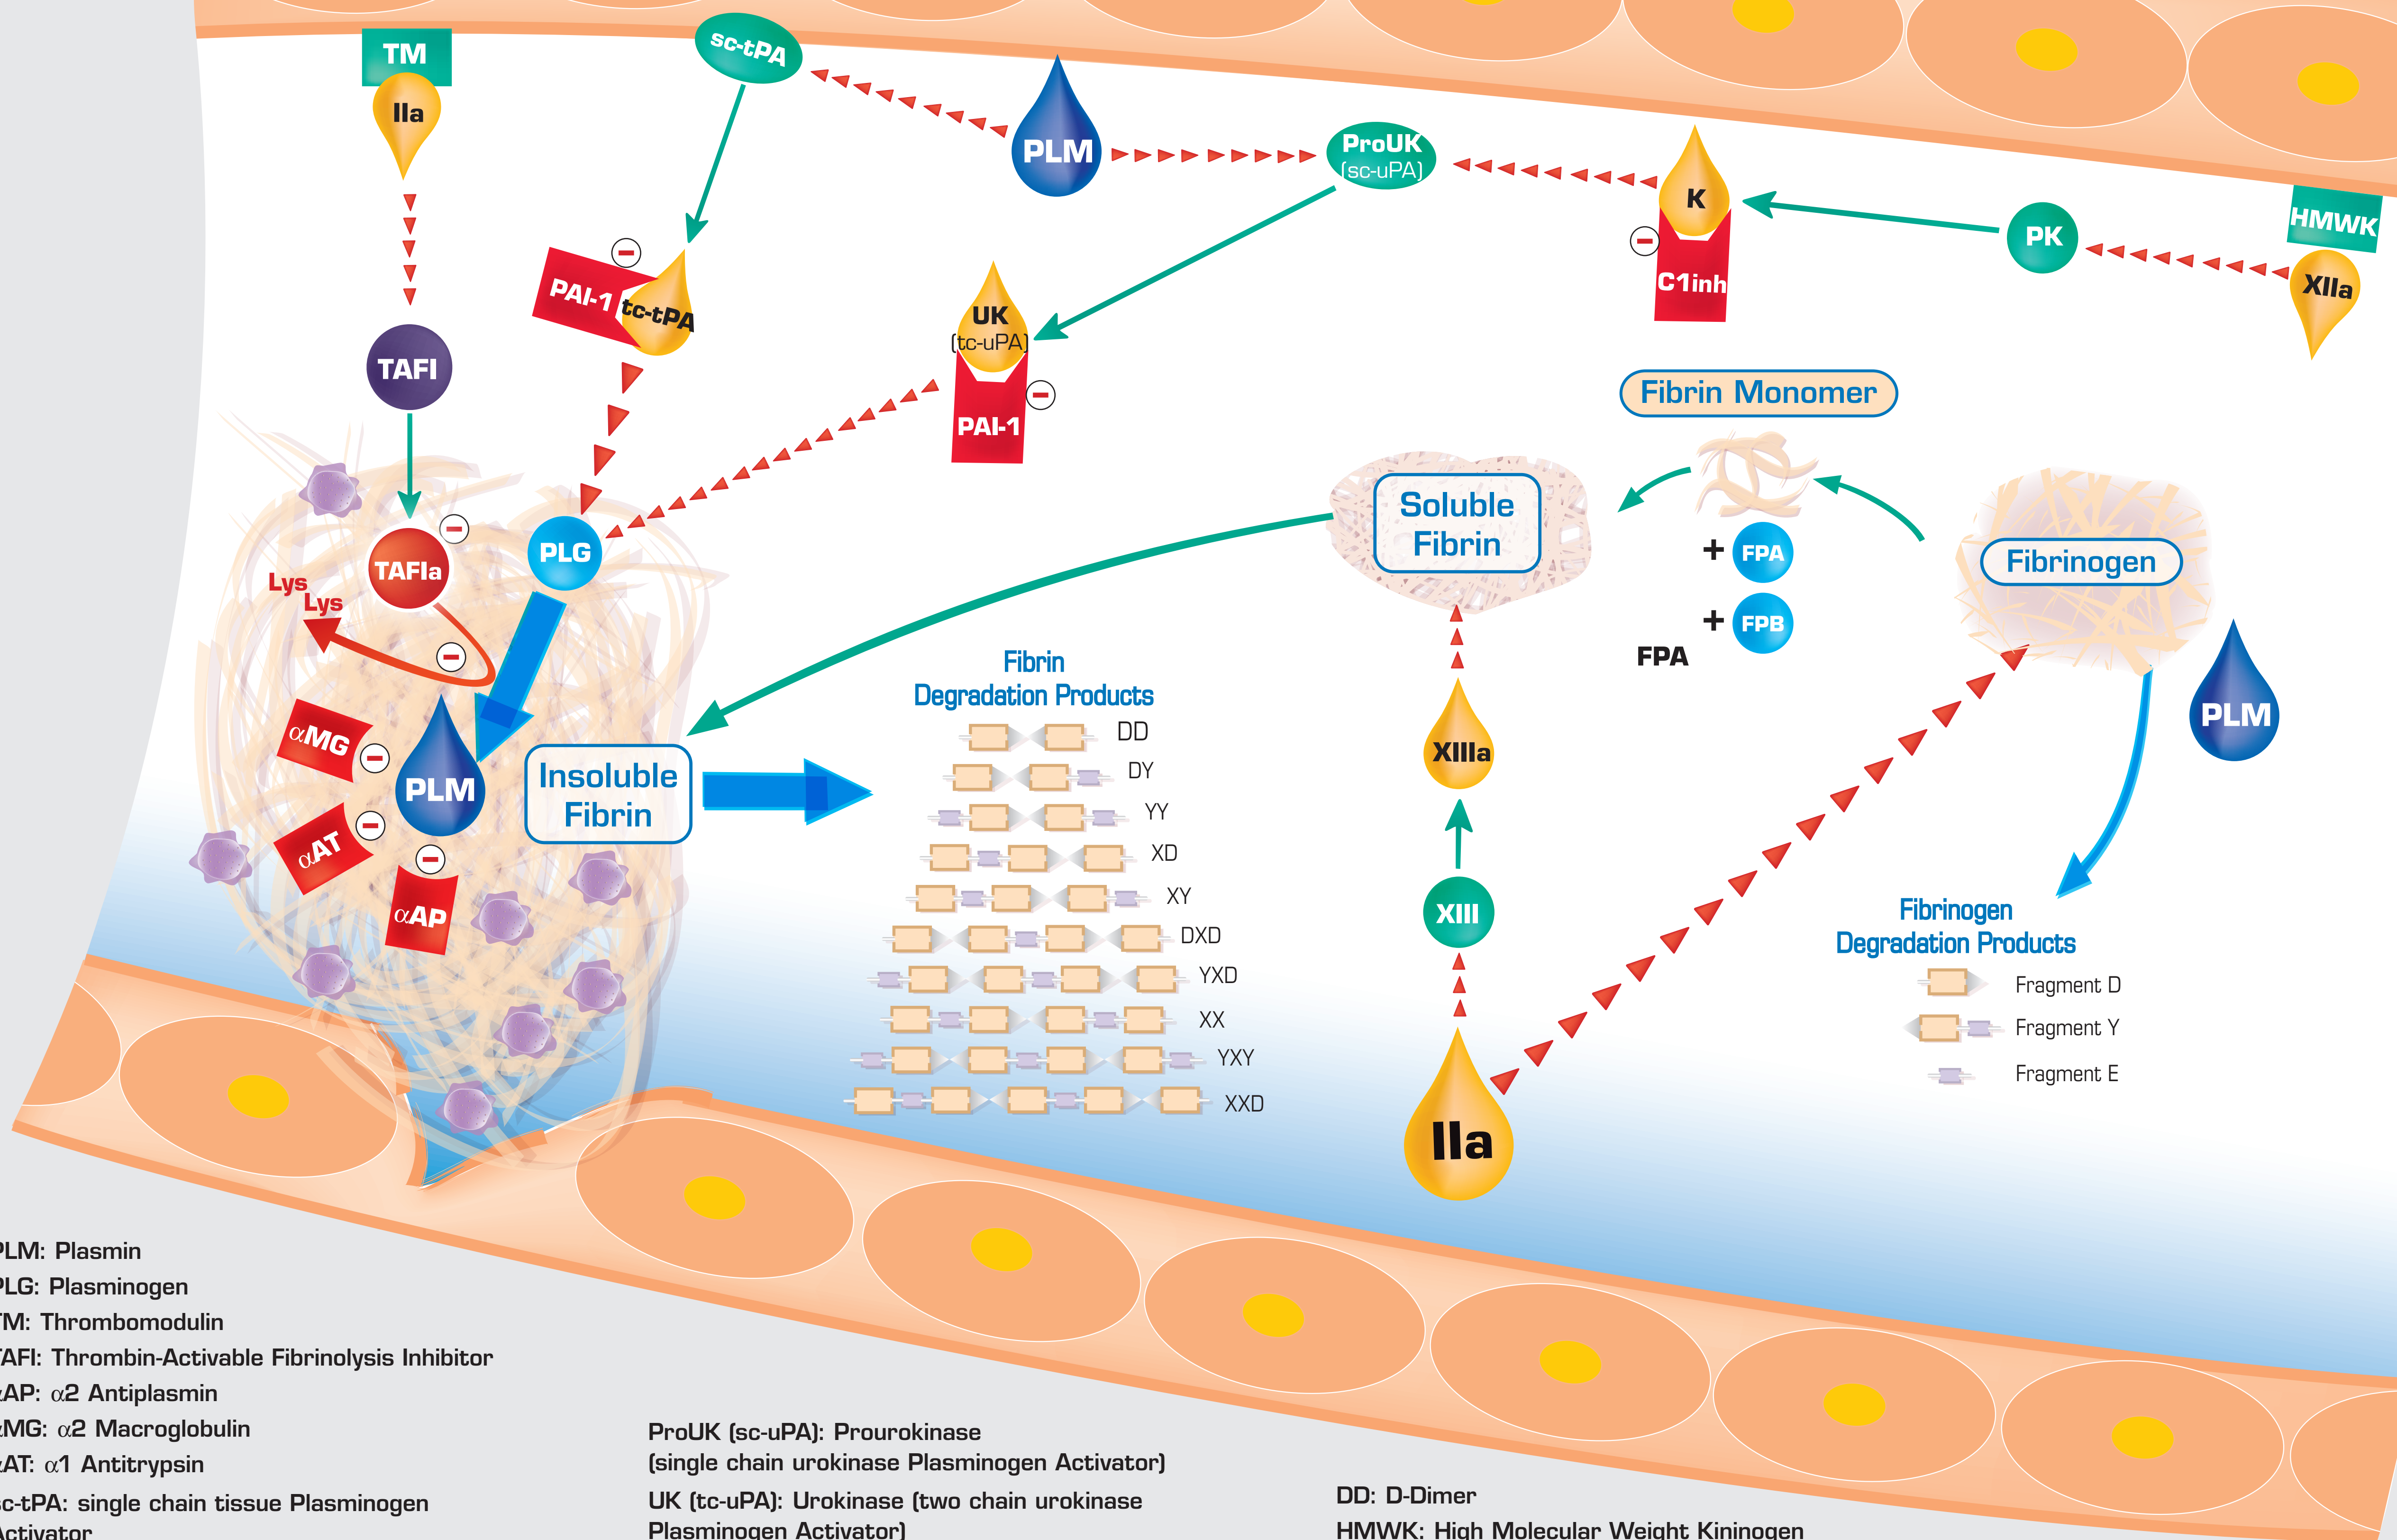 TM
IIa
sc-tPA
PLM
ProUK
(sc-uPA)
K
C1inh
PK
HMWK
XIIa
TAFI
PAI-1
tc-tPA
UK
(tc-uPA)
PAI-1
Fibrin Monomer
Soluble
Fibrin
+ FPA
+ FPB
FPA
Fibrinogen
PLM
TAFIa
PLG
Lys
Lys
αMG
αAT
αAP
PLM
Insoluble
Fibrin
Fibrin
Degradation Products
DD
DY
YY
XD
XY
DXD
YXD
XX
YXY
XXD
XIIIa
XIII
IIa
Fibrinogen
Degradation Products
Fragment D
Fragment Y
Fragment E
PLM: Plasmin
PLG: Plasminogen
TM: Thrombomodulin
TAFI: Thrombin-Activable Fibrinolysis Inhibitor
αAP: α2 Antiplasmin
αMG: α2 Macroglobulin
αAT: α1 Antitrypsin
sc-tPA: single chain tissue Plasminogen
Activator
ProUK (sc-uPA): Prourokinase
(single chain urokinase Plasminogen Activator)
UK (tc-uPA): Urokinase (two chain urokinase
Plasminogen Activator)
DD: D-Dimer
HMWK: High Molecular Weight Kininogen